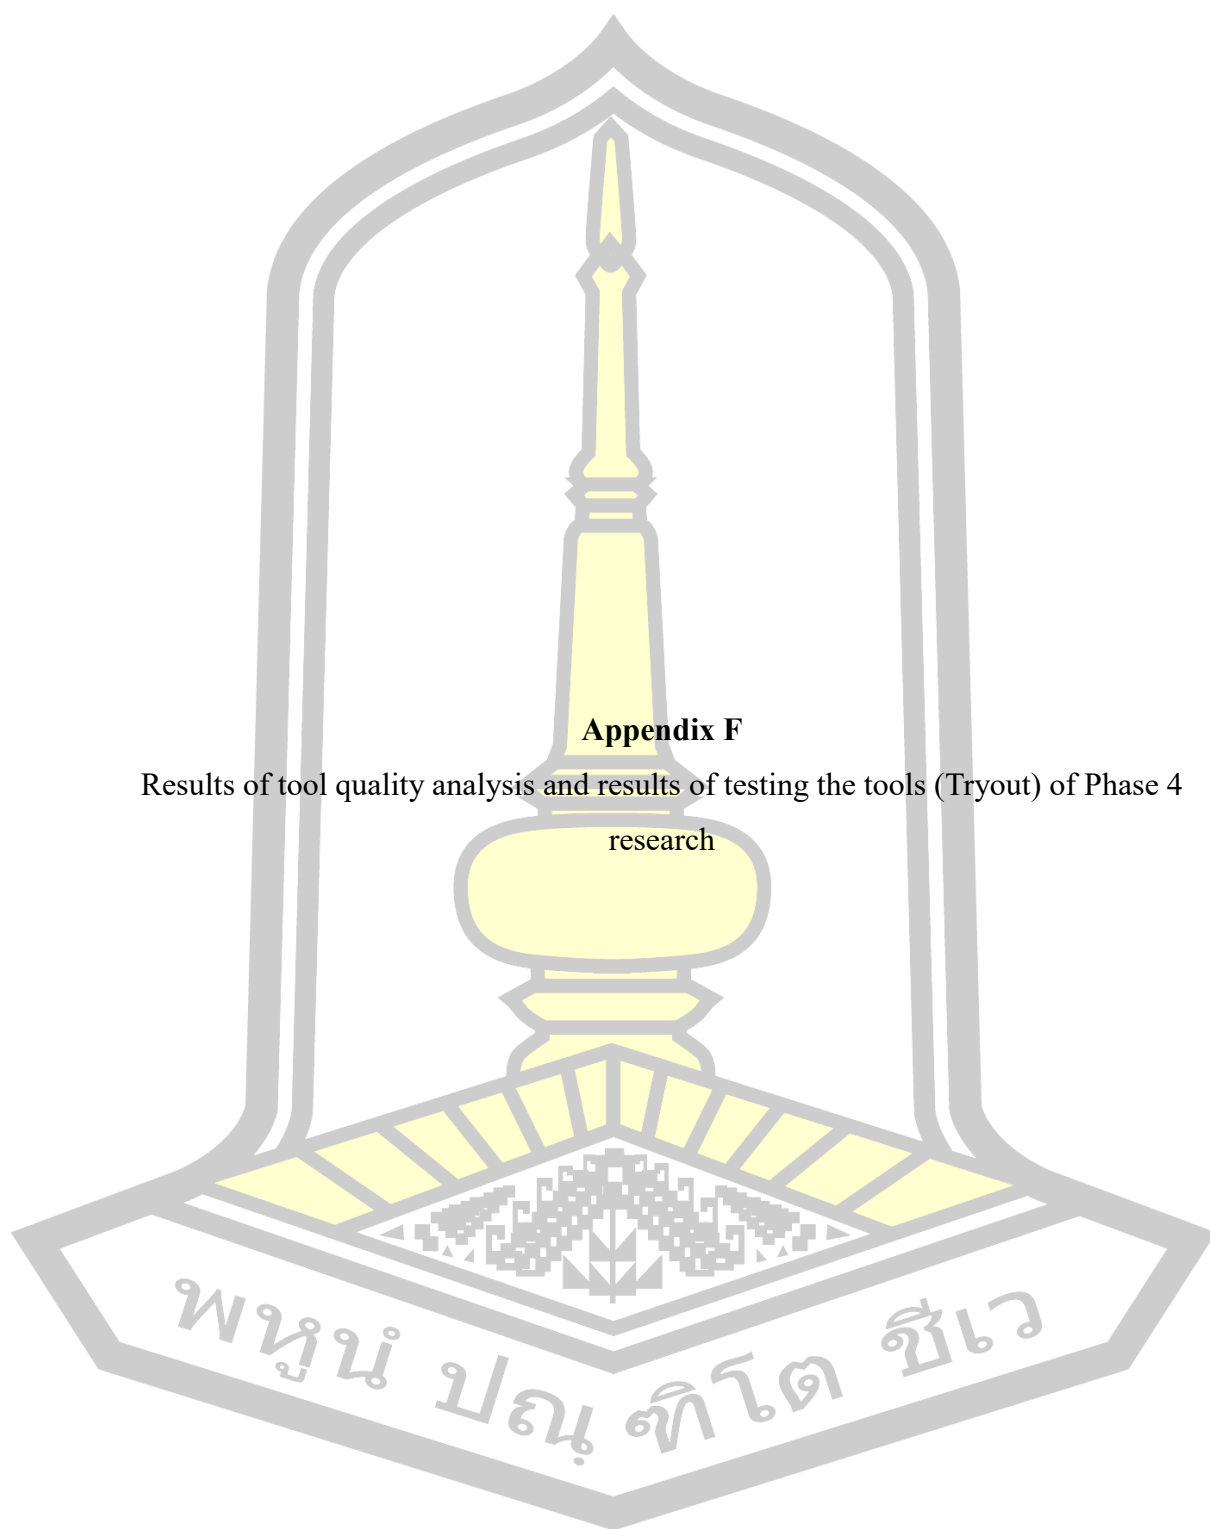 Appendix F
Results of tool quality analysis and results of testing the tools (Tryout) of Phase 4
research
พหูนํ ปณฺ ฑิโต ชีเว